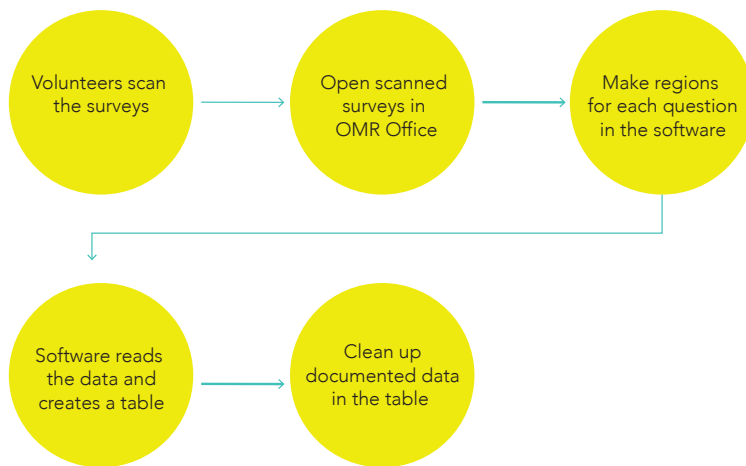 Volunteers scan
the surveys
Open scanned
surveys in
OMR Office
Make regions
for each question
in the software
Software reads
the data and
creates a table
Clean up
documented data
in the table